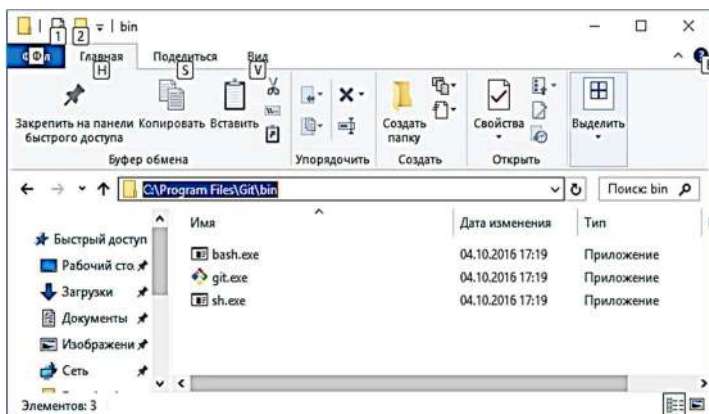 bin
1 2
Ф Главная Поделиться Вид
H S V
Закрепить на панели быстрого доступа
Копировать
Вставить
Создать папку
Свойства
Выделить
Буфер обмена Упорядочить Создать Открыть
C:\Program Files\Git\bin Поиск: bin
Имя Дата изменения Тип
Быстрый доступ
Рабочий сто
Загрузки
Документы
Изображени
Сеть
bash.exe 04.10.2016 17:19 Приложение
git.exe 04.10.2016 17:19 Приложение
sh.exe 04.10.2016 17:19 Приложение
Элементов: 3